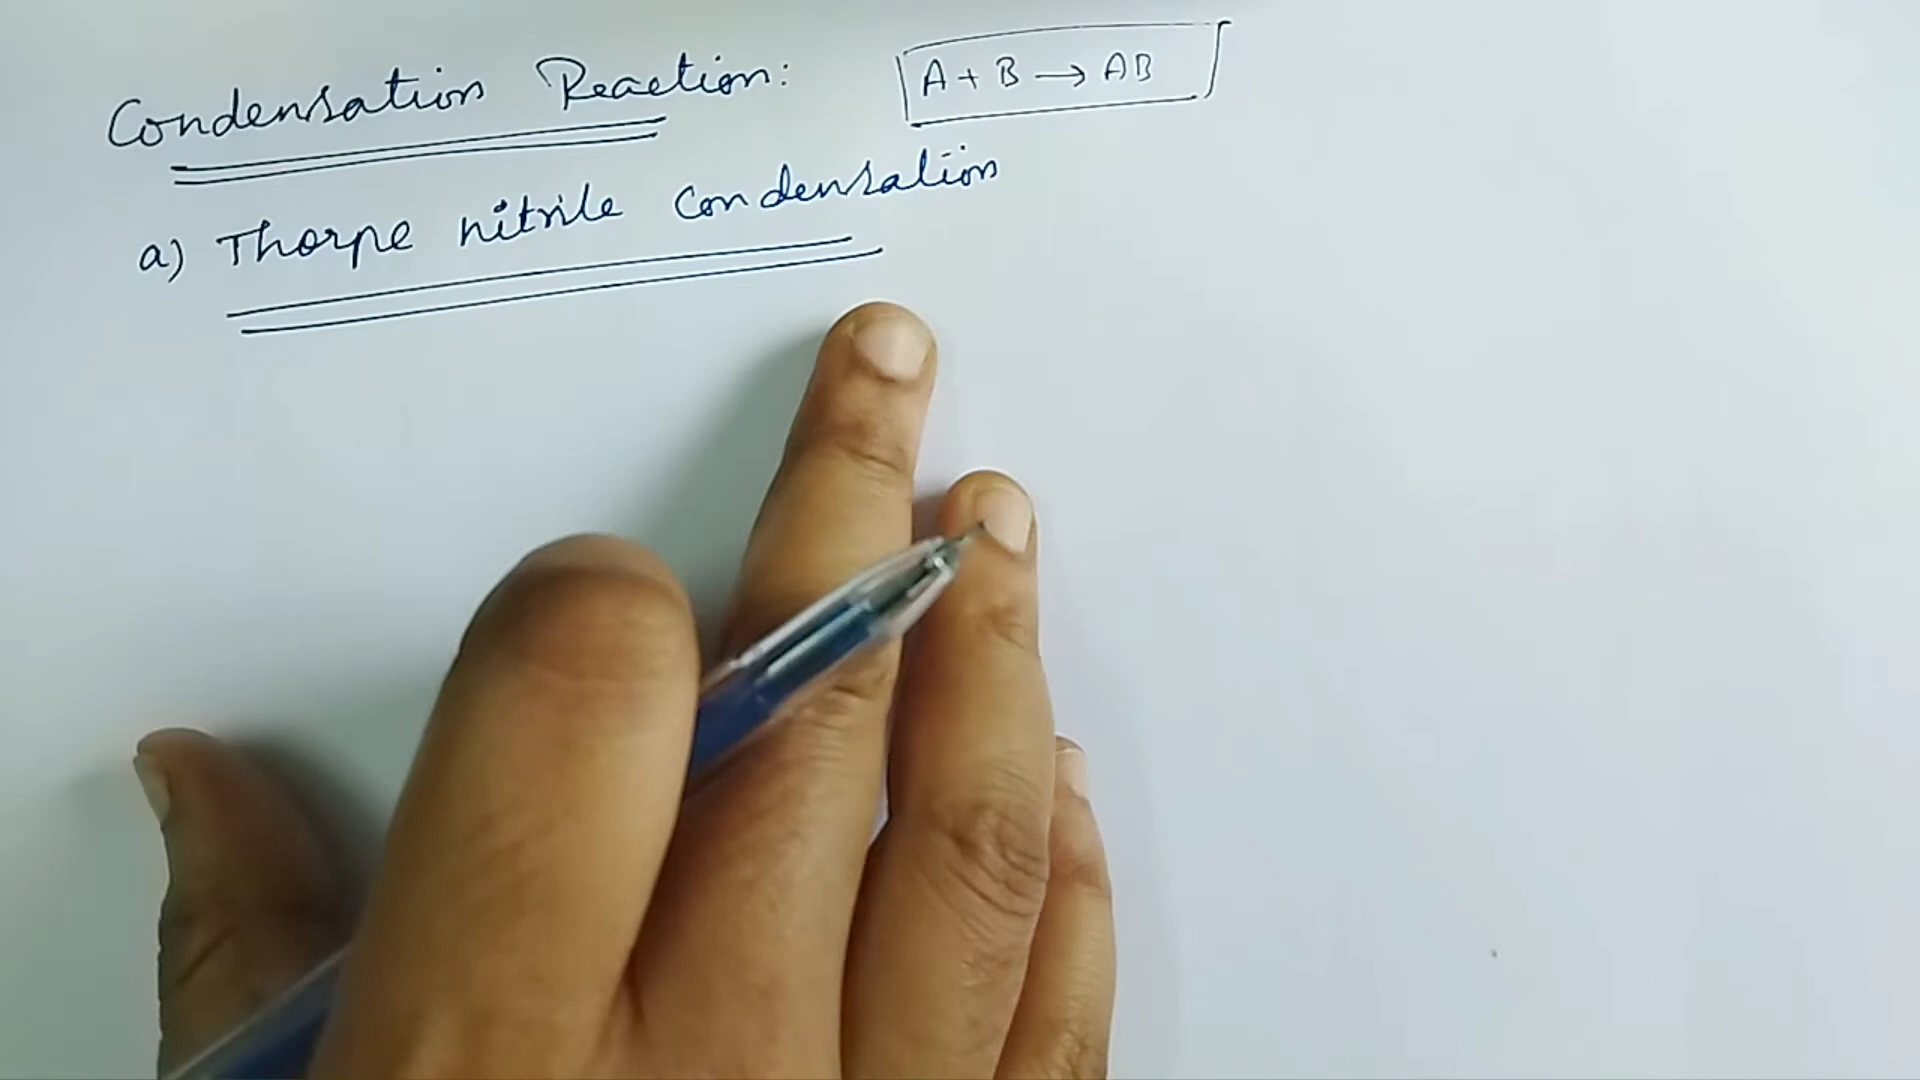 Condensation Reaction:
A + B → AB
a) Thorpe nitrile Condensation